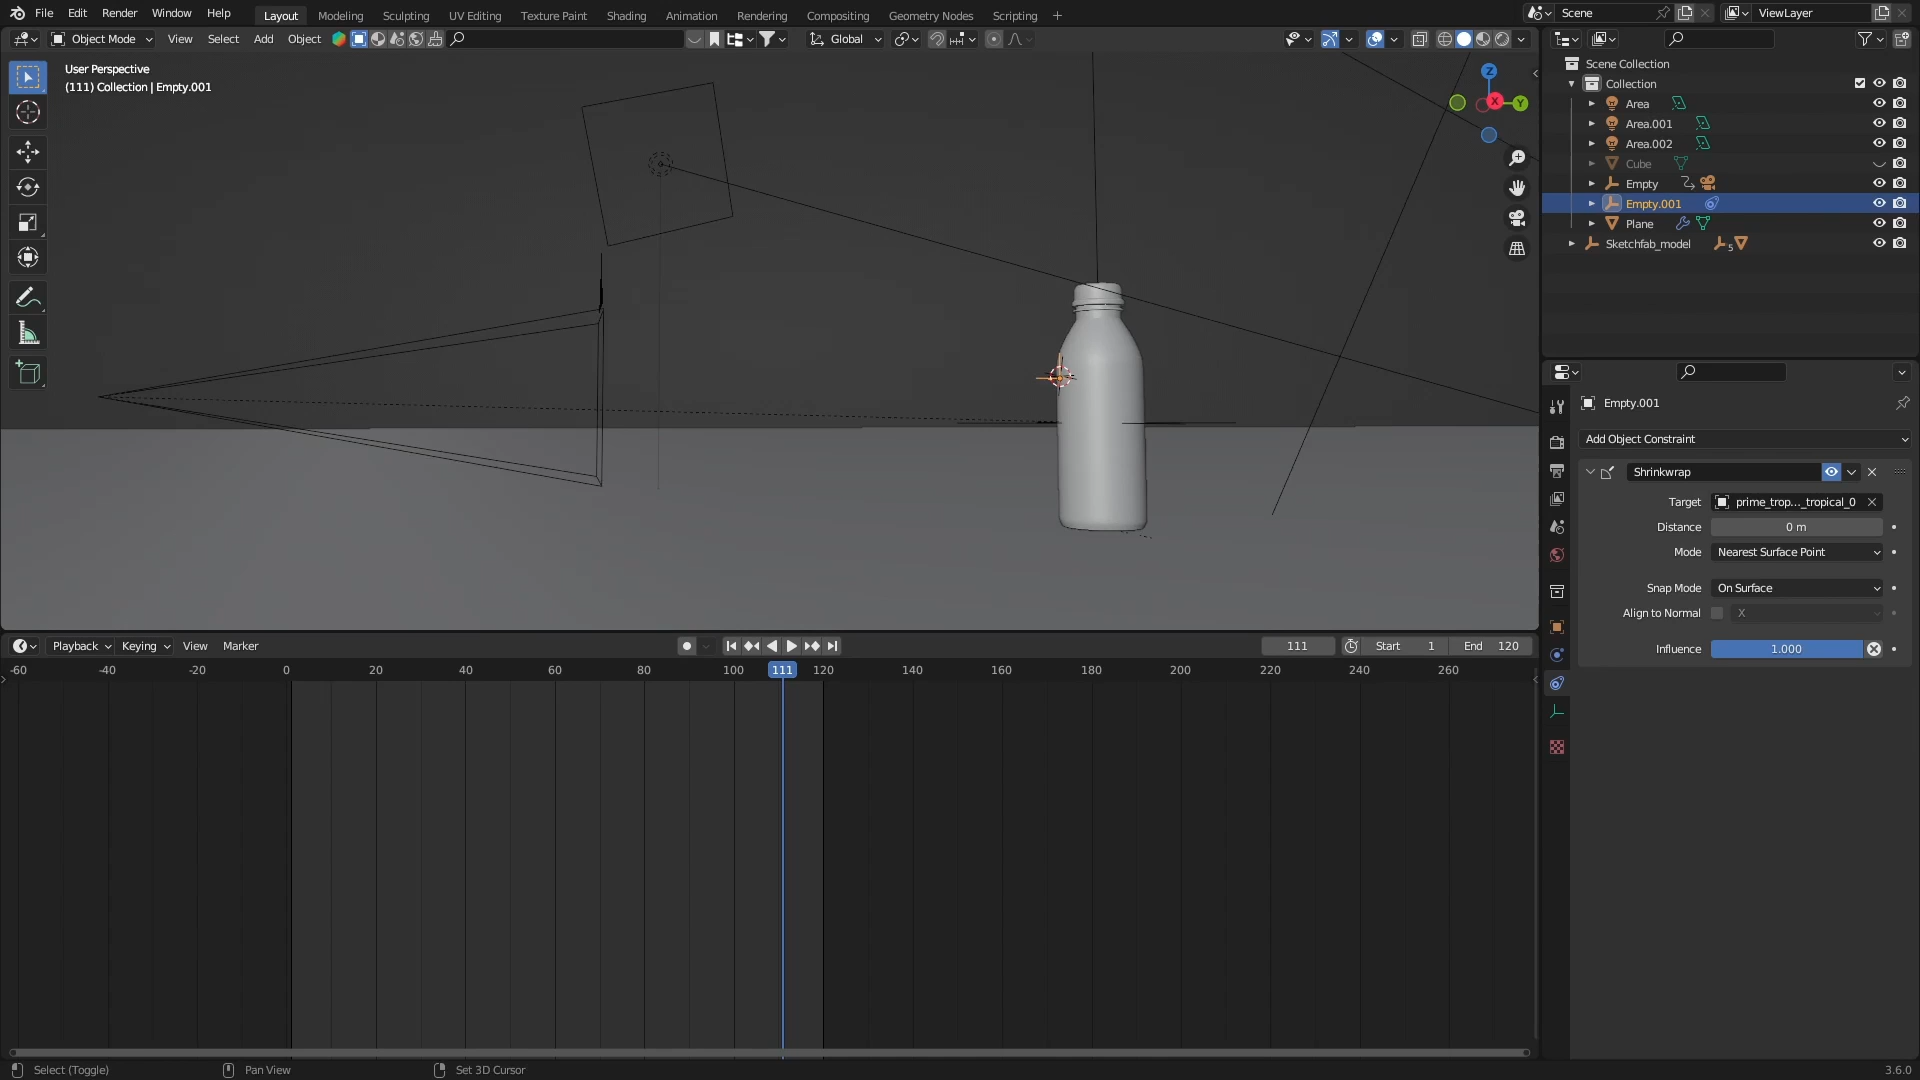 File Edit Render Window Help Layout Modeling Sculpting UV Editing Texture Paint Shading Animation Rendering Compositing Geometry Nodes Scripting + Scene ViewLayer
Object Mode View Select Add Object Global
User Perspective
(111) Collection | Empty.001
Z
X
Y
Scene Collection
Collection
Area
Area.001
Area.002
Cube
Empty
Empty.001
Plane
Sketchfab_model 5
Empty.001
Add Object Constraint
Shrinkwrap
Target prime_trop..._tropical_0
Distance 0 m
Mode Nearest Surface Point
Snap Mode On Surface
Align to Normal X
Influence 1.000
Playback Keying View Marker 111 Start 1 End 120
-60 -40 -20 0 20 40 60 80 100 111 120 140 160 180 200 220 240 260
Select (Toggle) Pan View Set 3D Cursor 3.6.0